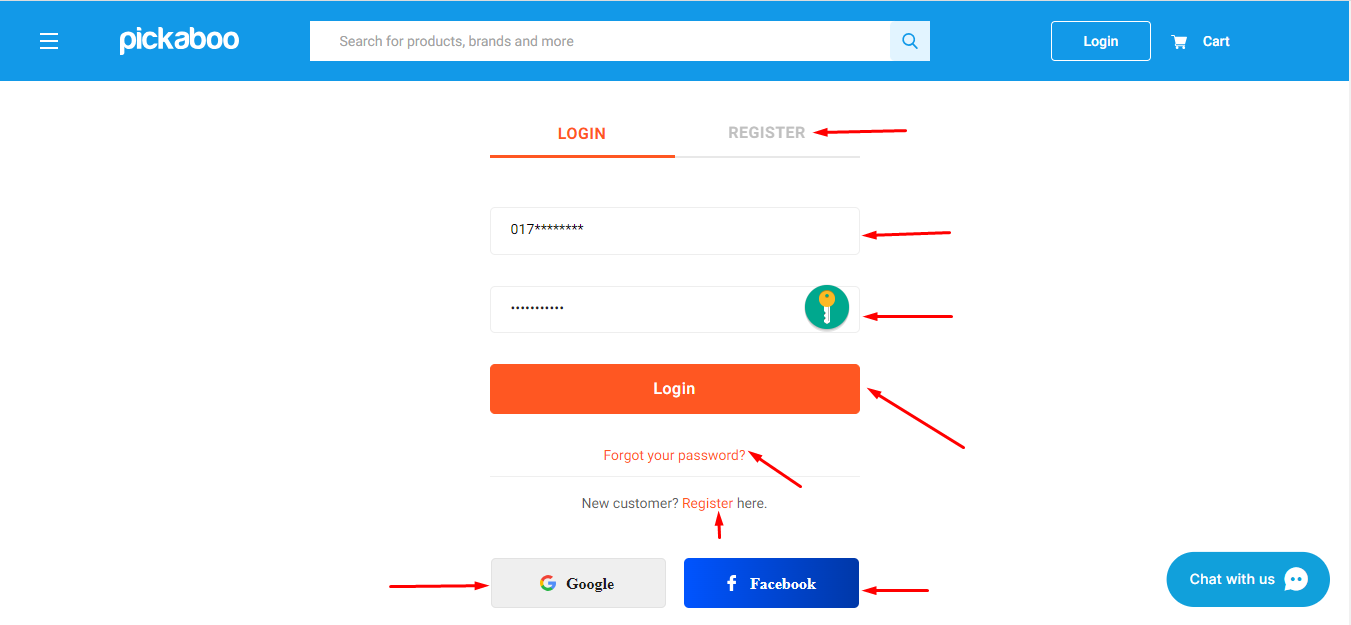 pickaboo
Search for products, brands and more
Login
Cart
LOGIN
REGISTER
017********
•••••••••••
Login
Forgot your password?
New customer? Register here.
Google
Facebook
Chat with us